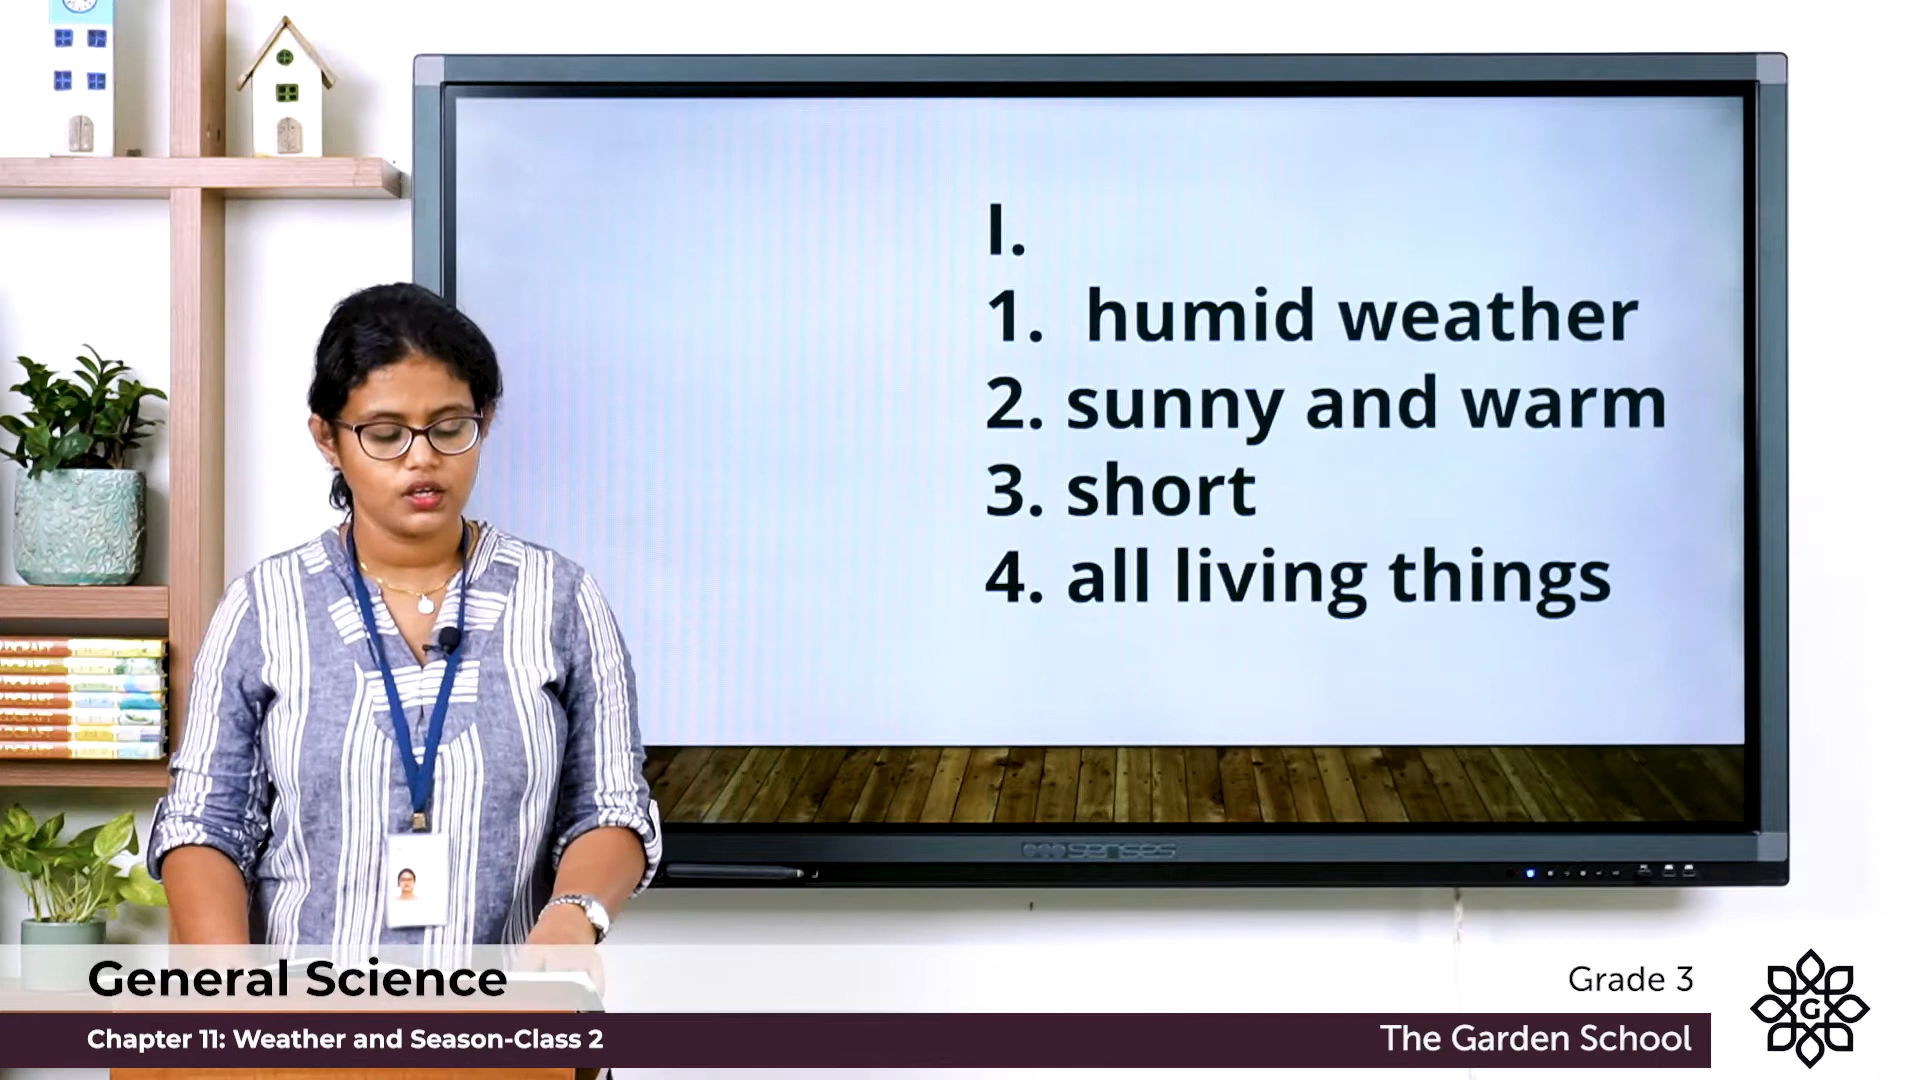 I.
1. humid weather
2. sunny and warm
3. short
4. all living things
senses
General Science
Grade 3
Chapter 11: Weather and Season-Class 2
The Garden School
G